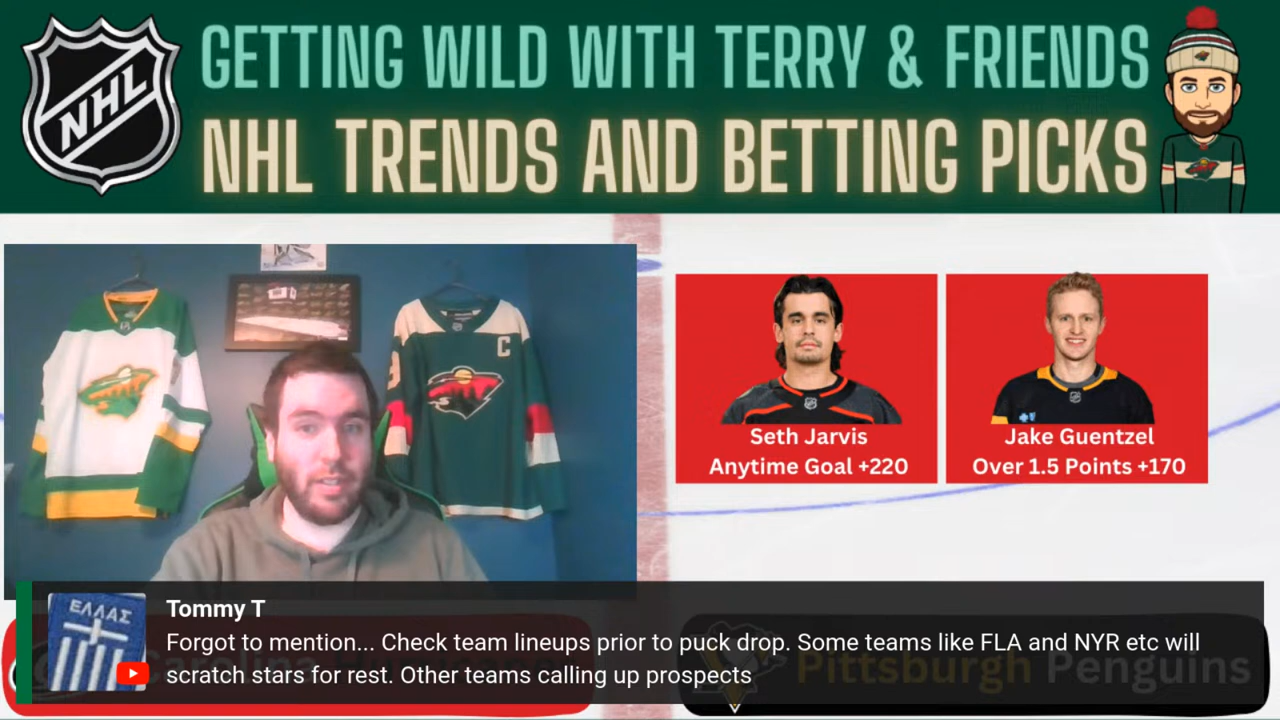 NHL
GETTING WILD WITH TERRY & FRIENDS
NHL TRENDS AND BETTING PICKS
C
Seth Jarvis
Anytime Goal +220
Jake Guentzel
Over 1.5 Points +170
ΕΛΛΑΣ
Tommy T
Forgot to mention... Check team lineups prior to puck drop. Some teams like FLA and NYR etc will
scratch stars for rest. Other teams calling up prospects
Carolina
Pittsburgh Penguins